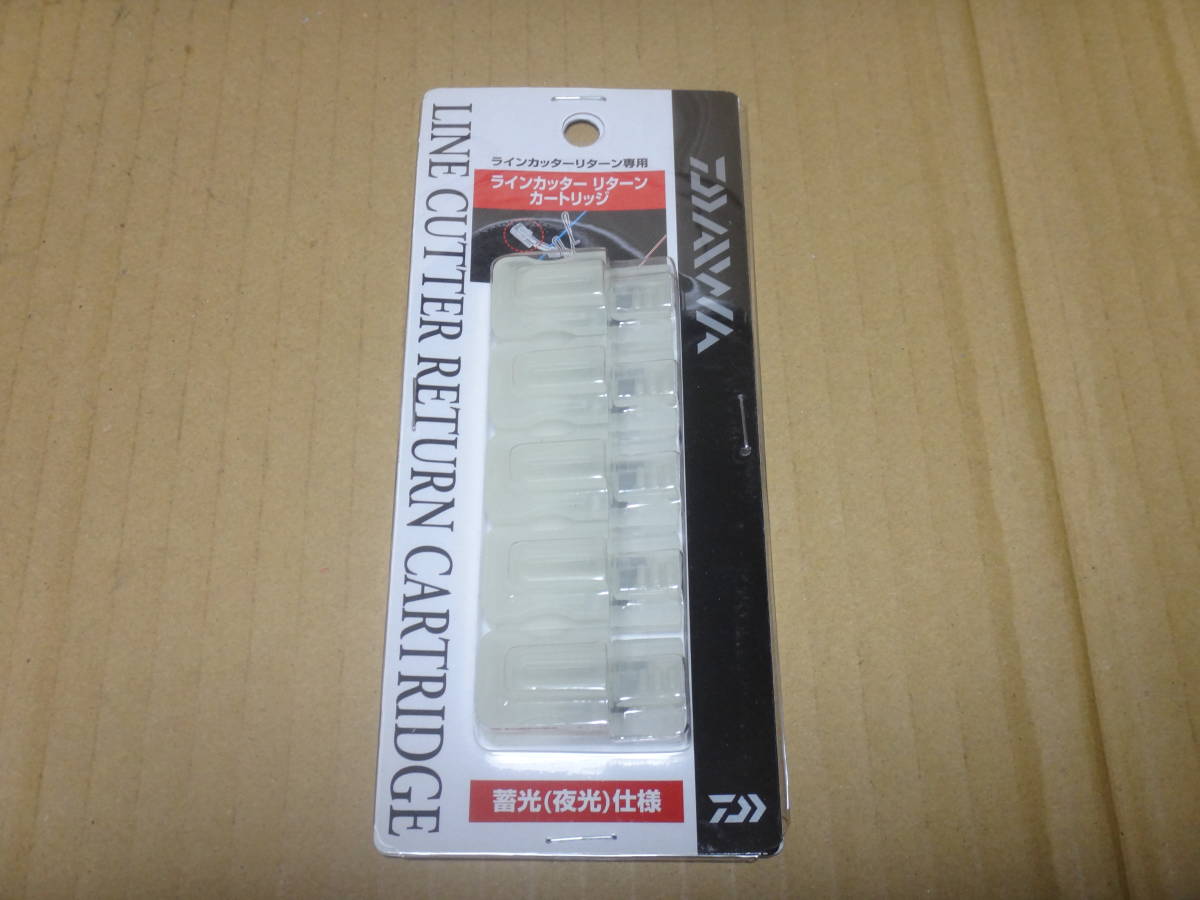 LINE CUTTER RETURN CARTRIDGE
ラインカッターリターン専用
ラインカッター リターン
カートリッジ
DAIWA
蓄光(夜光)仕様